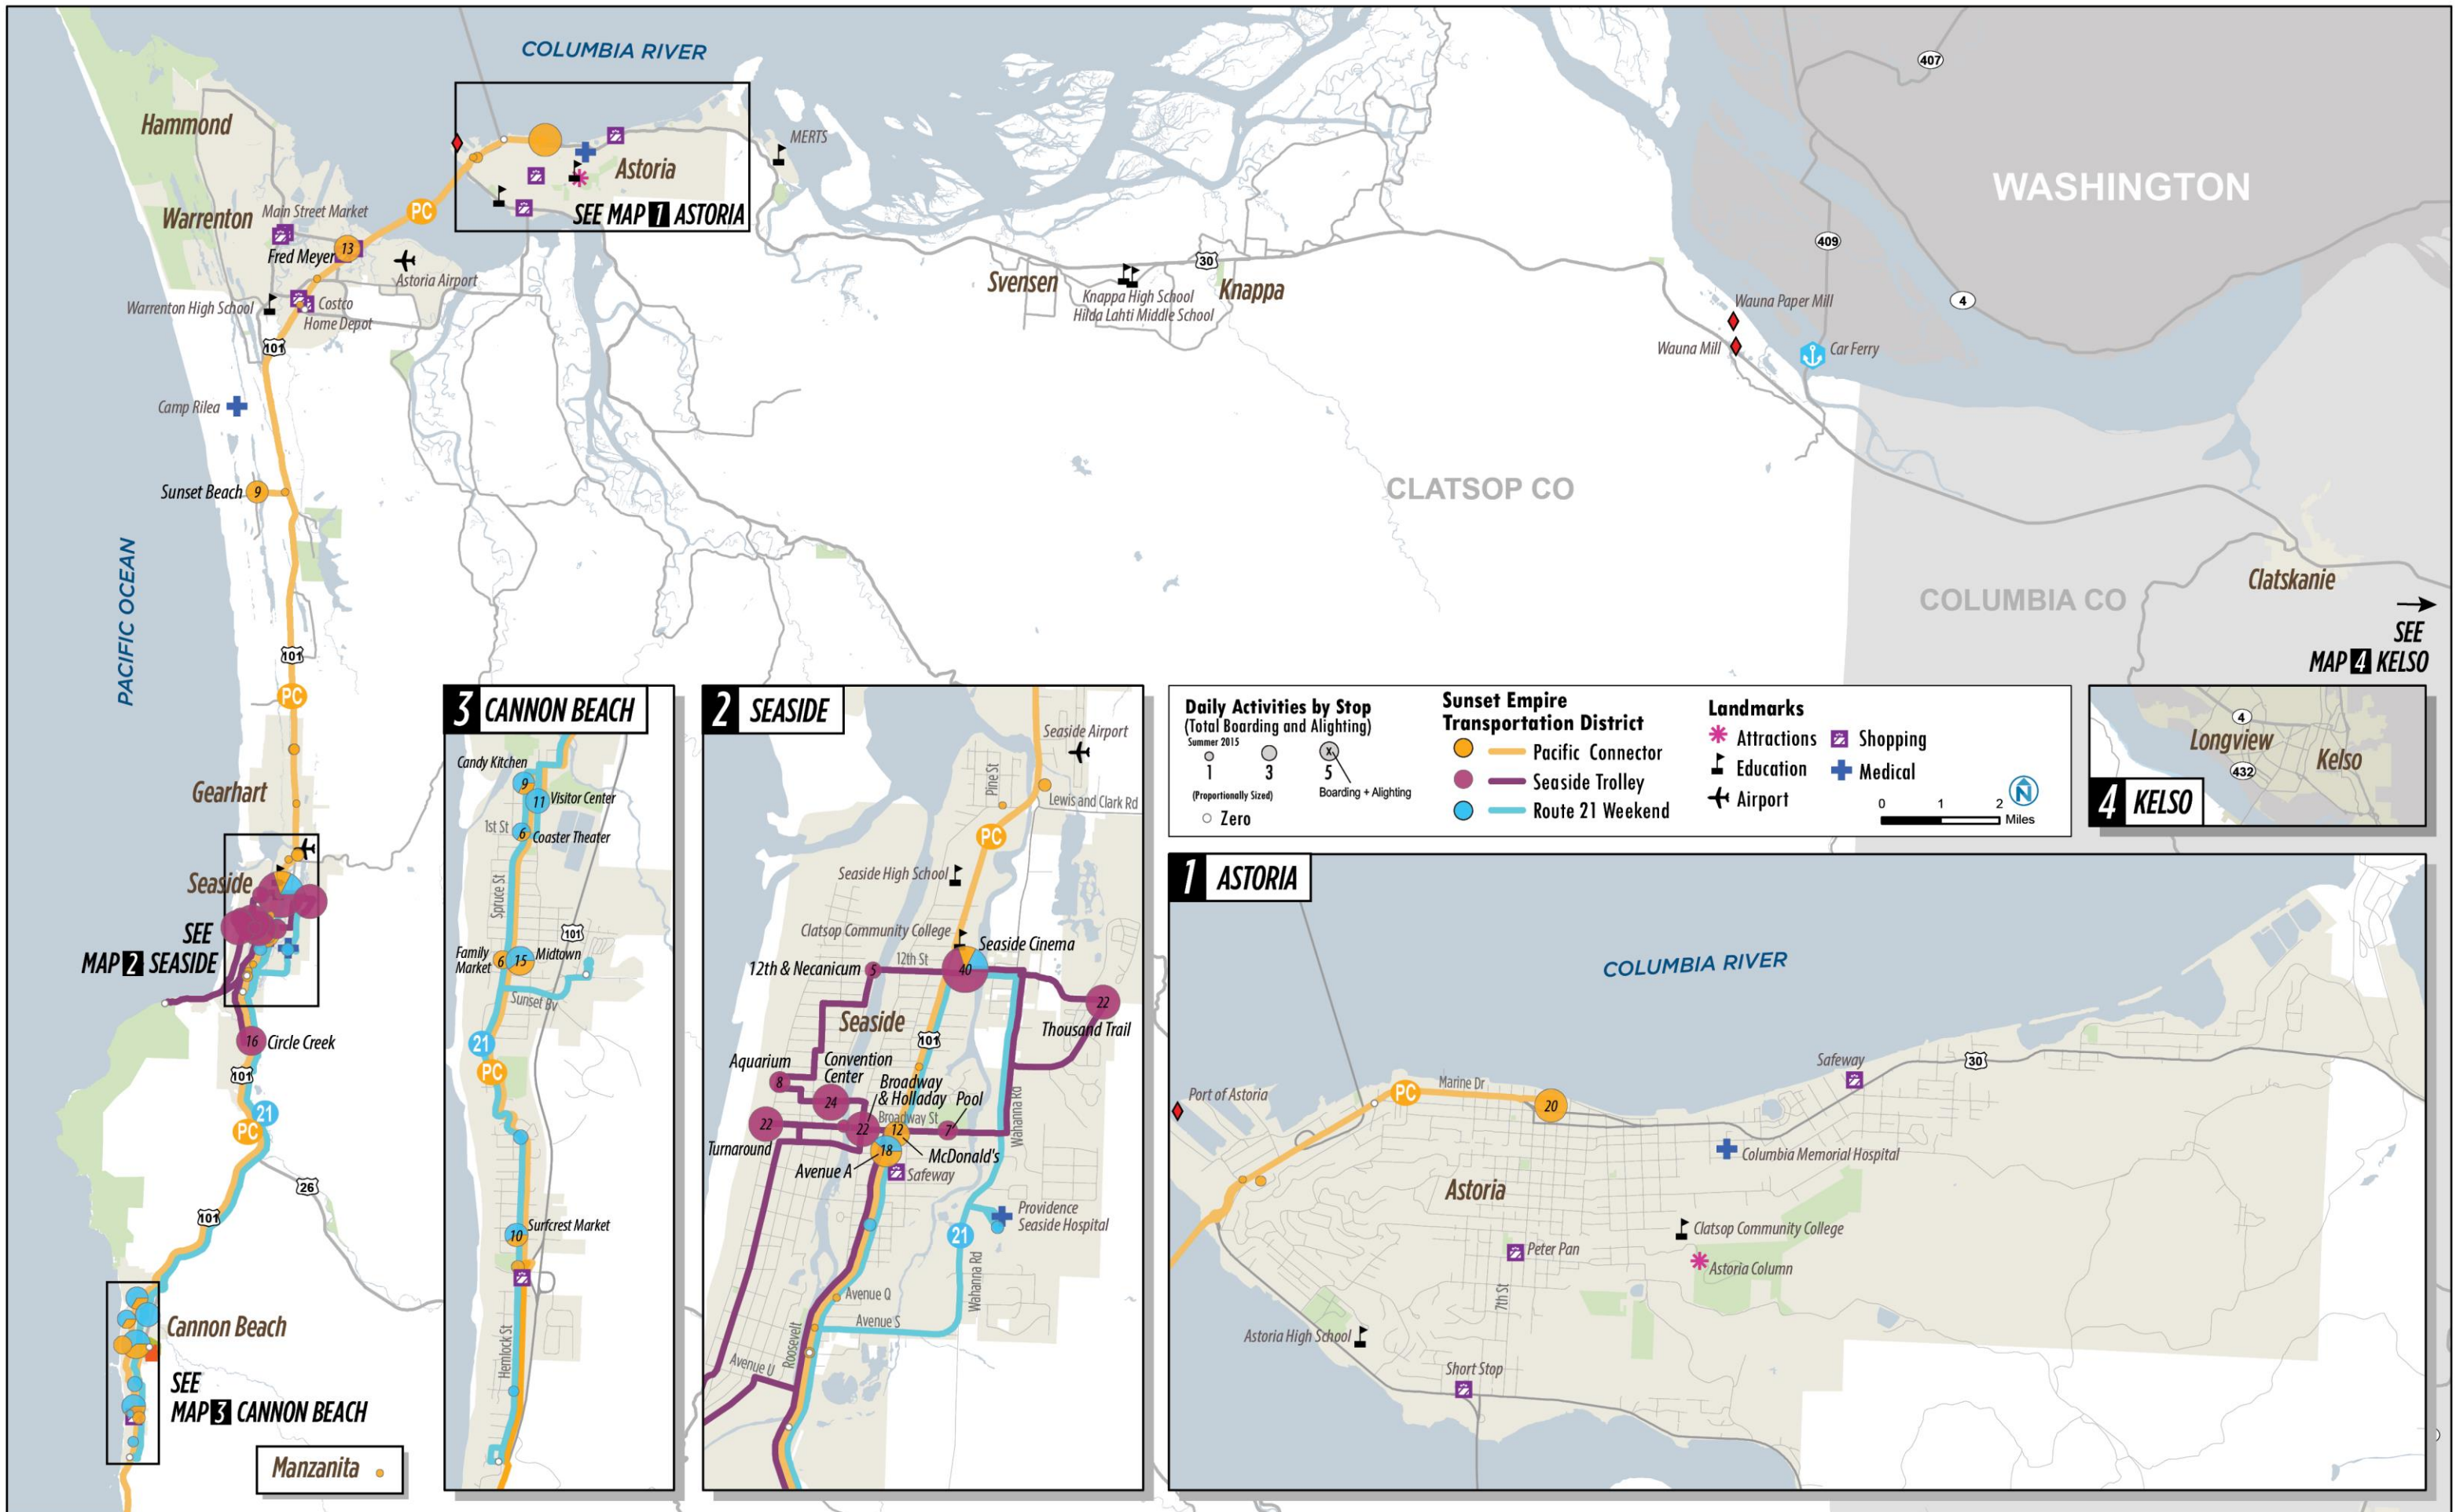 COLUMBIA RIVER
407
Hammond
MERTS
Astoria
WASHINGTON
Warrenton
Main Street Market
PC
SEE MAP 1 ASTORIA
13
Fred Meyer
409
30
Astoria Airport
Svensen
Knappa High School
Hilda Lahti Middle School
Knappa
Warrenton High School
Costco
Home Depot
4
Wauna Paper Mill
101
Wauna Mill
Car Ferry
Camp Rilea
Sunset Beach
9
CLATSOP CO
PACIFIC OCEAN
COLUMBIA CO
Clatskanie
SEE
MAP 4 KELSO
101
PC
Gearhart
Seaside
SEE
MAP 2 SEASIDE
16
Circle Creek
101
21
PC
26
101
Cannon Beach
SEE
MAP 3 CANNON BEACH
Manzanita
3 CANNON BEACH
Candy Kitchen
9
11
Visitor Center
1st St
6
Coaster Theater
Spruce St
101
Family
Market
6
15
Midtown
Sunset Bv
21
PC
10
Surfcrest Market
Hemlock St
2 SEASIDE
Seaside Airport
Pine St
Lewis and Clark Rd
PC
Seaside High School
Clatsop Community College
Seaside Cinema
12th & Necanicum
5
12th St
40
22
Thousand Trail
Seaside
101
Aquarium
8
Convention
Center
24
Broadway
& Holladay
Pool
Broadway St
22
22
12
7
Wahanna Rd
Turnaround
18
McDonald's
Avenue A
Safeway
Providence
Seaside Hospital
21
Wahanna Rd
Avenue Q
Avenue S
Roosevelt
Avenue U
Daily Activities by Stop
(Total Boarding and Alighting)
Summer 2015
x
1
3
5
(Proportionally Sized)
Boarding + Alighting
Zero
Sunset Empire
Transportation District
Pacific Connector
Seaside Trolley
Route 21 Weekend
Landmarks
Attractions
Shopping
Education
Medical
Airport
N
0 1 2
Miles
4
Longview
Kelso
432
4 KELSO
1 ASTORIA
COLUMBIA RIVER
Safeway
30
Port of Astoria
PC
Marine Dr
20
Columbia Memorial Hospital
Astoria
Clatsop Community College
Peter Pan
Astoria Column
7th St
Astoria High School
Short Stop